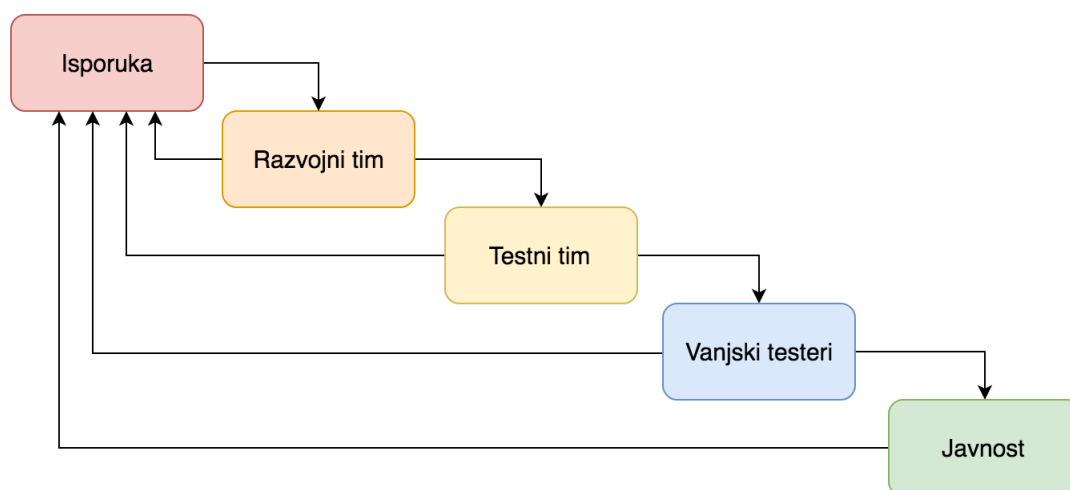 Isporuka
Razvojni tim
Testni tim
Vanjski testeri
Javnost